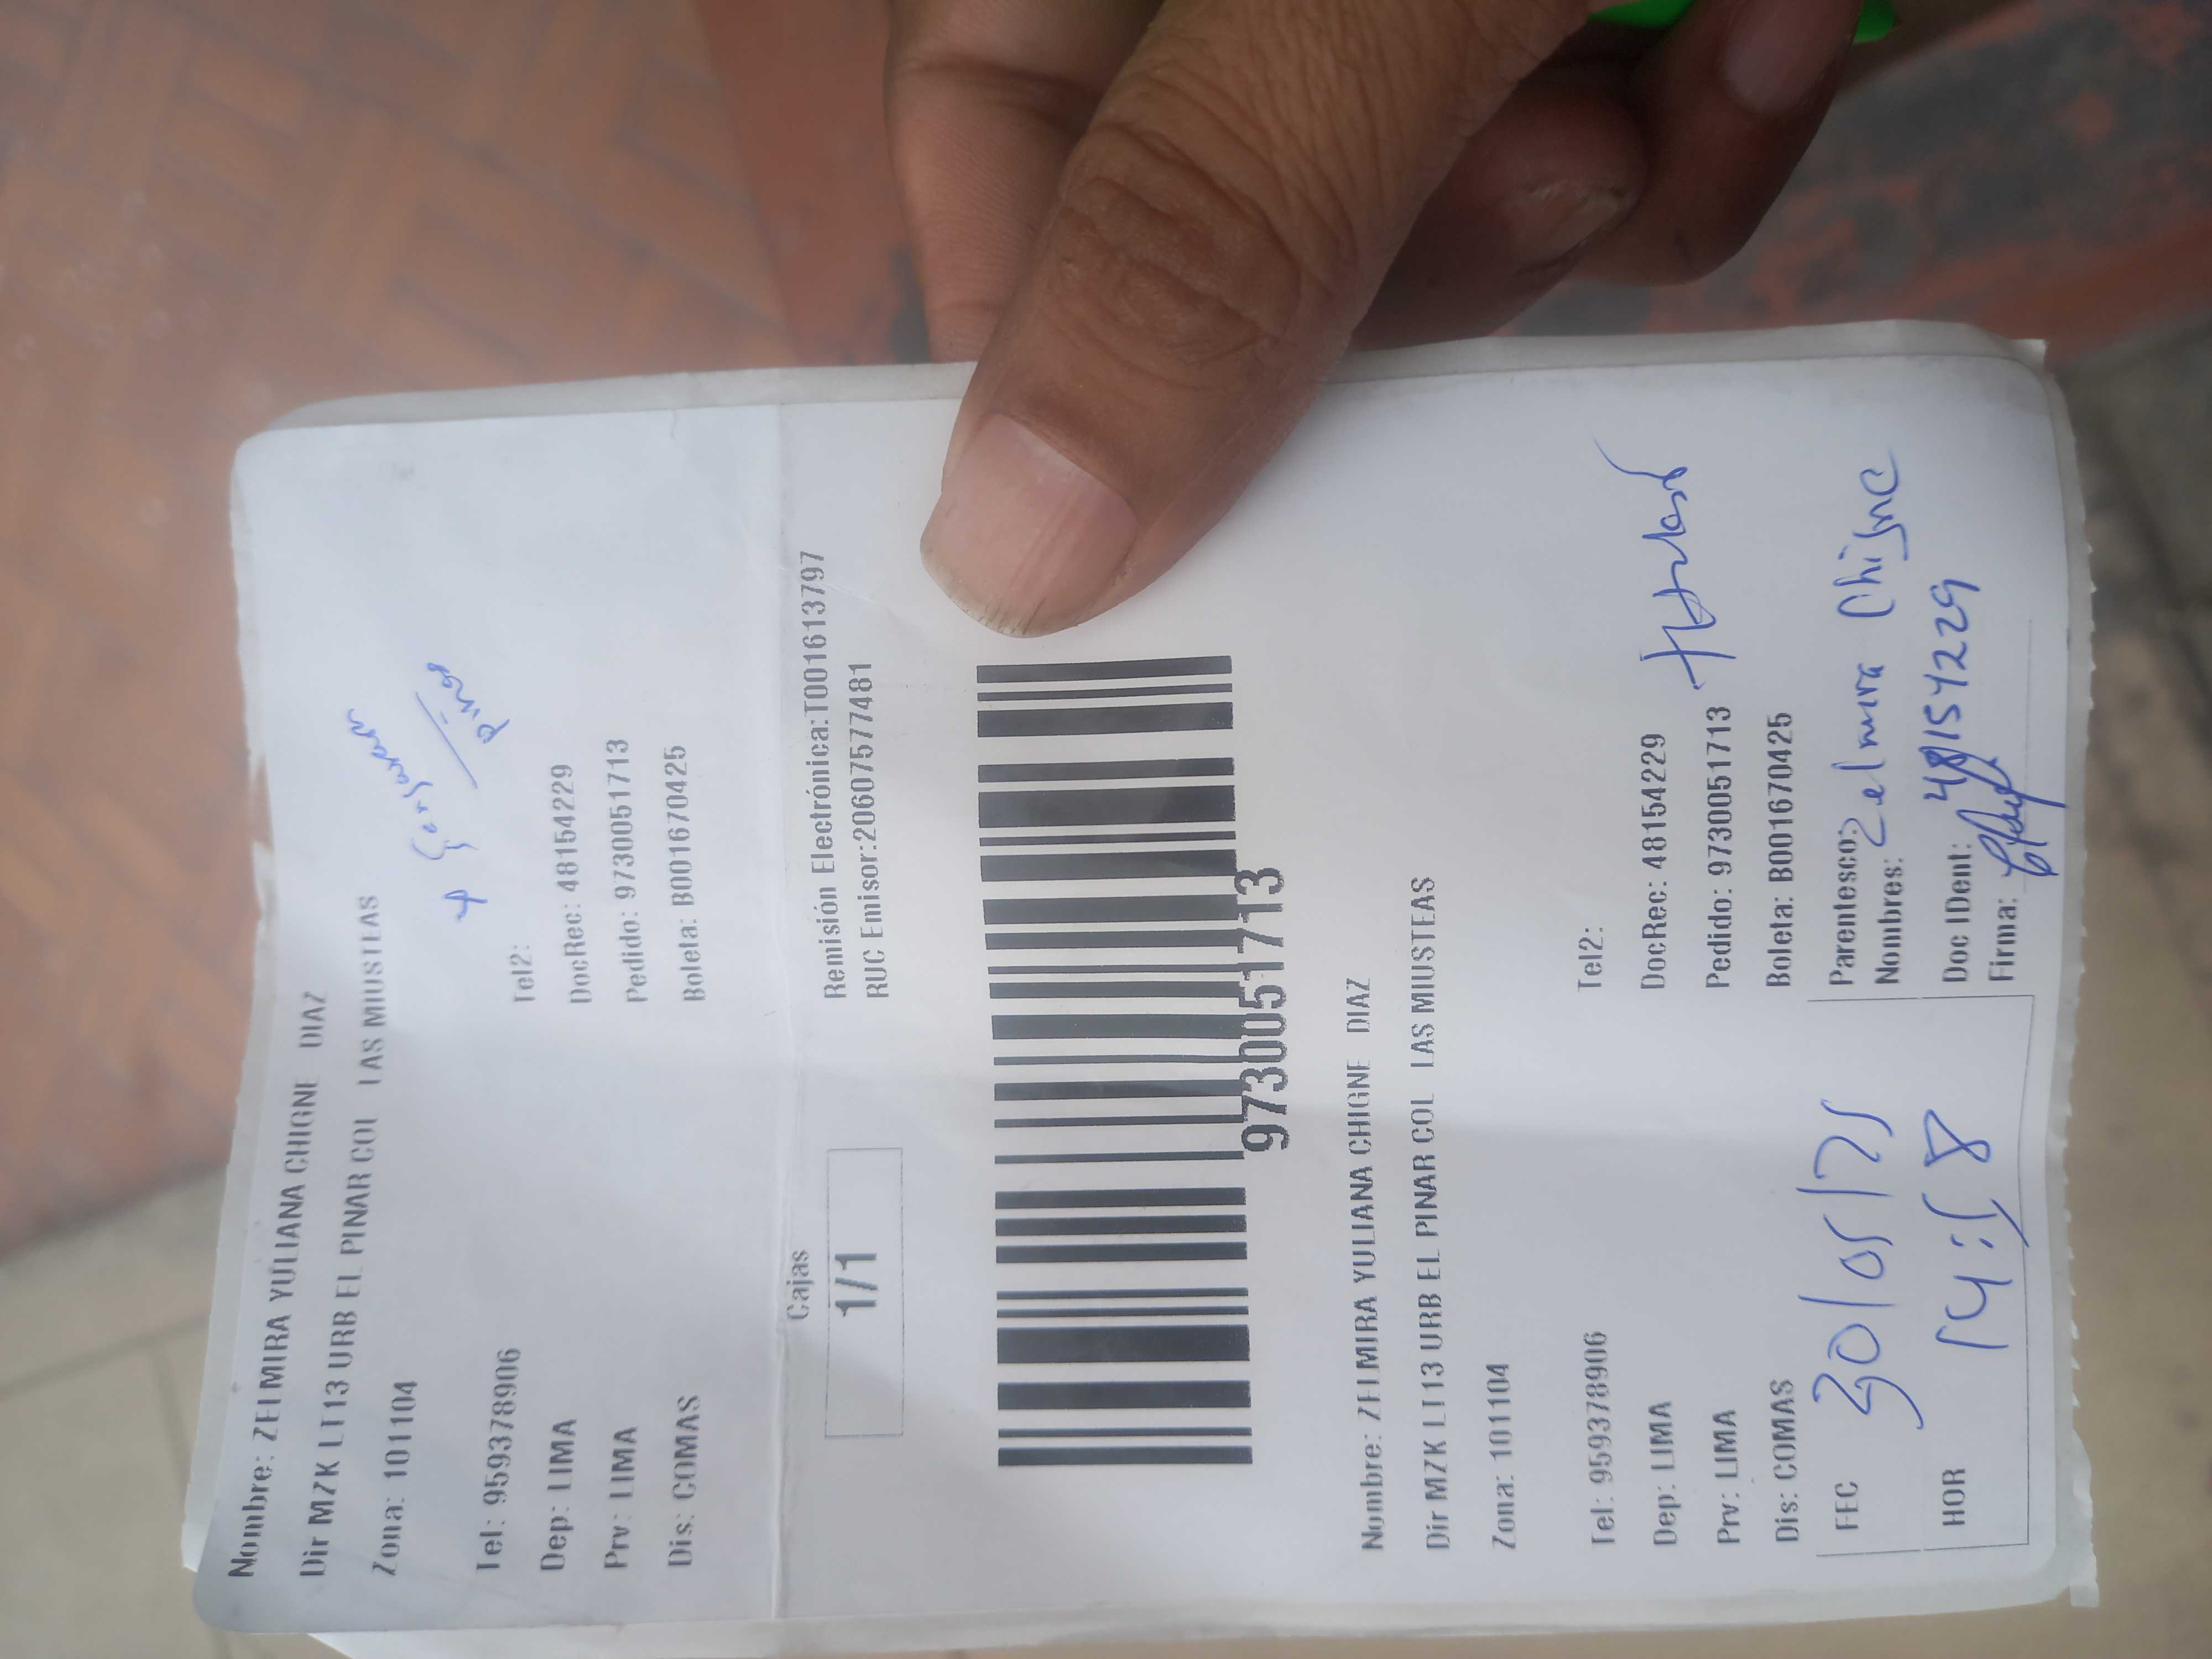 Nombre: ZELMIRA YULIANA CHIGNE DIAZ
Dir MZK LT13 URB EL PINAR COL LAS MIUSTEAS
Zona: 101104
Tel: 959378906
Tel2:
Dep: LIMA
DocRec: 48154229
Prv: LIMA
Pedido: 9730051713
Dis: COMAS
Boleta: B001670425
Cajas
1/1
Remisión Electrónica:T001613797
RUC Emisor:20607577481
9730051713
Nombre: ZELMIRA YULIANA CHIGNE DIAZ
Dir MZK LT13 URB EL PINAR COL LAS MIUSTEAS
Zona: 101104
Tel: 959378906
Tel2:
Dep: LIMA
DocRec: 48154229
Prv: LIMA
Pedido: 9730051713
Dis: COMAS
Boleta: B001670425
FEC 30/05/25
Parentesco:
Nombres: Zelmira Chigne
HOR 14:58
Doc IDent: 48154229
Firma: